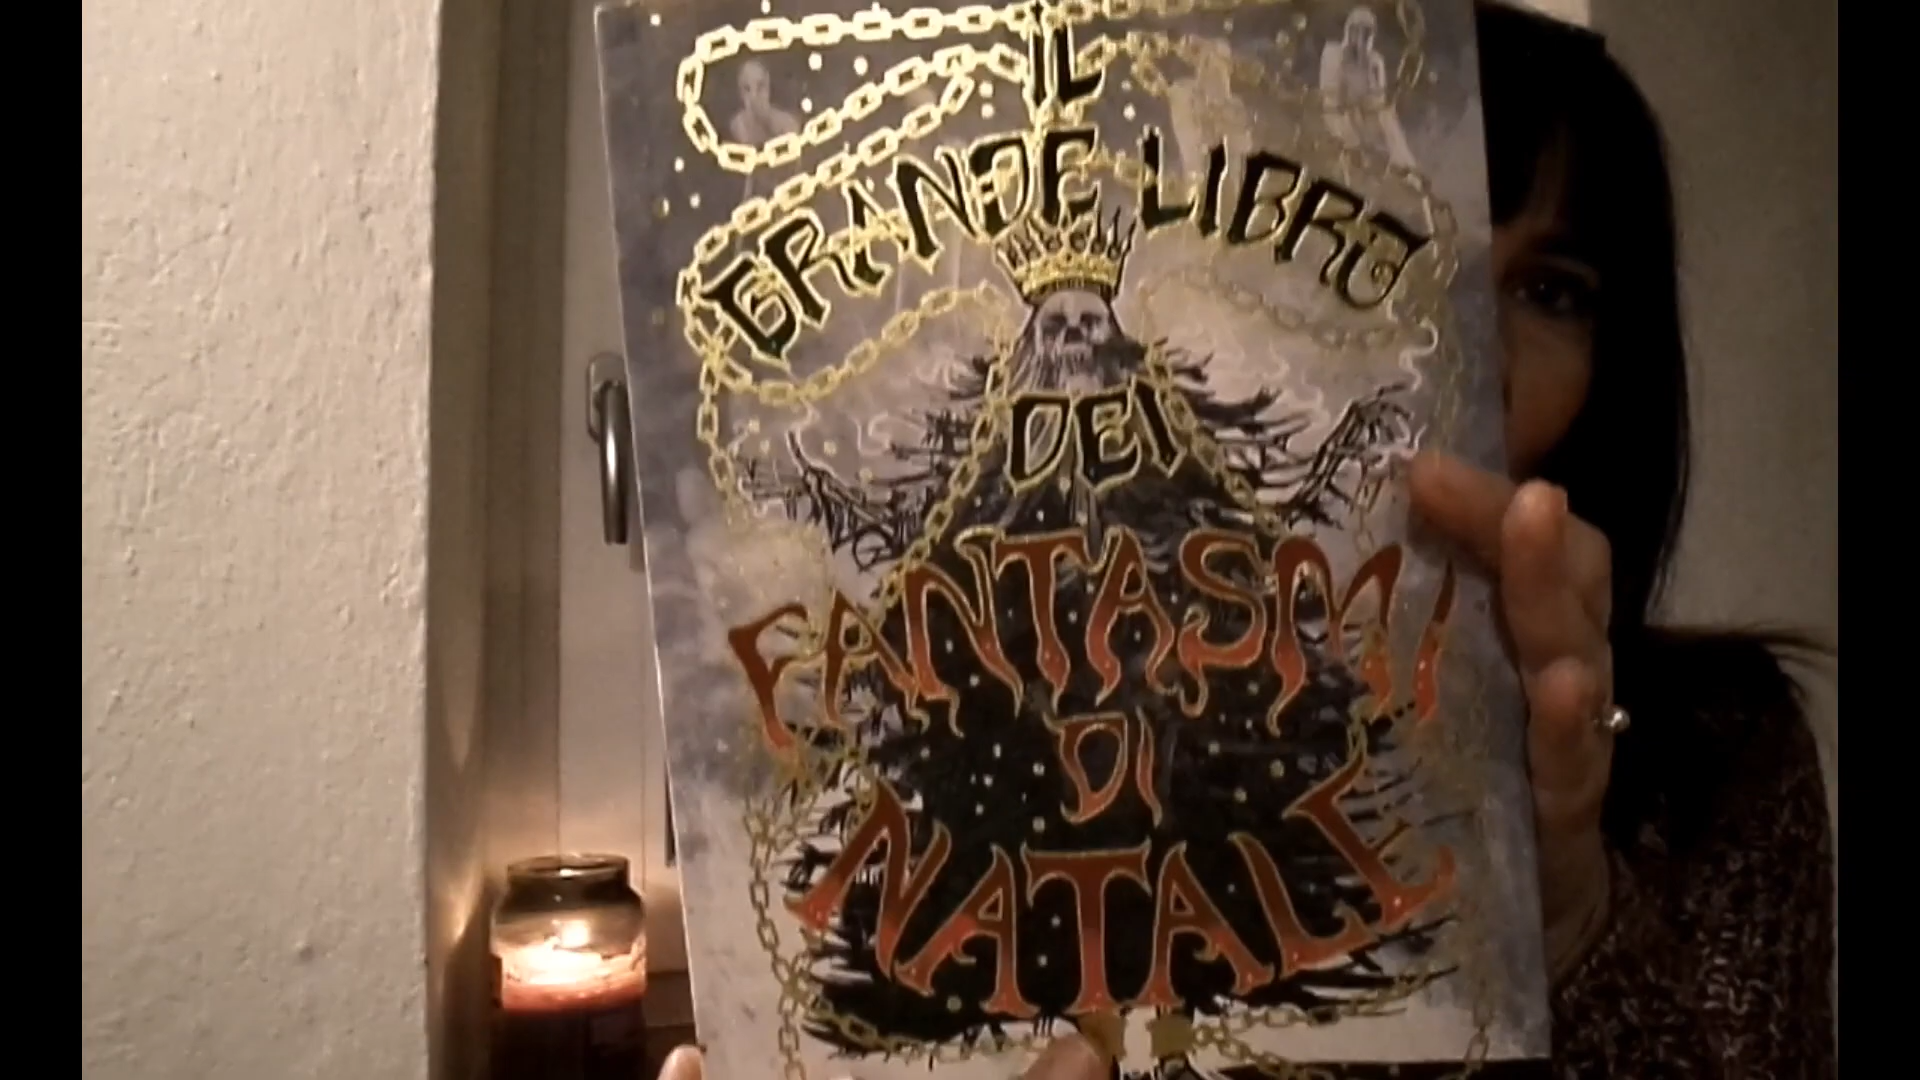 IL
GRANDE LIBRO
DEI
FANTASMI
DI
NATALE